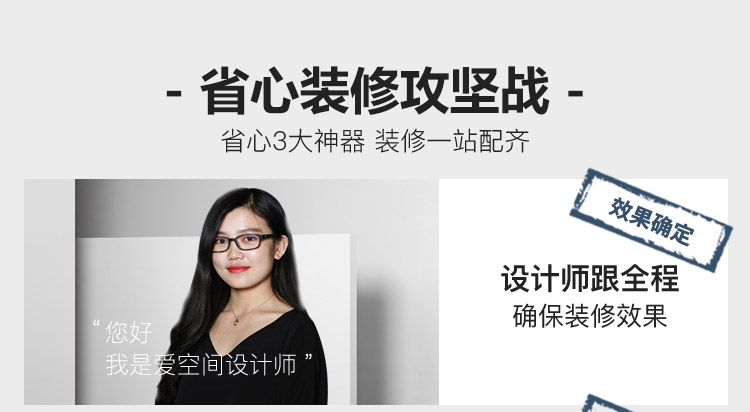 - 省心装修攻坚战 -
省心3大神器 装修一站配齐
效果确定
设计师跟全程
确保装修效果
“ 您好
我是爱空间设计师 ”